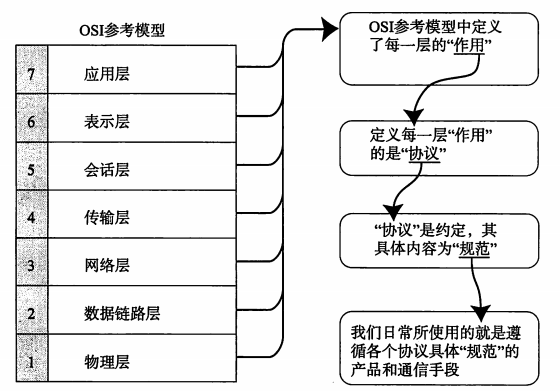 OSI参考模型
7 应用层
6 表示层
5 会话层
4 传输层
3 网络层
2 数据链路层
1 物理层
OSI参考模型中定义
了每一层的“作用”
定义每一层“作用”
的是“协议”
“协议”是约定，其
具体内容为“规范”
我们日常所使用的就是遵
循各个协议具体“规范”的
产品和通信手段